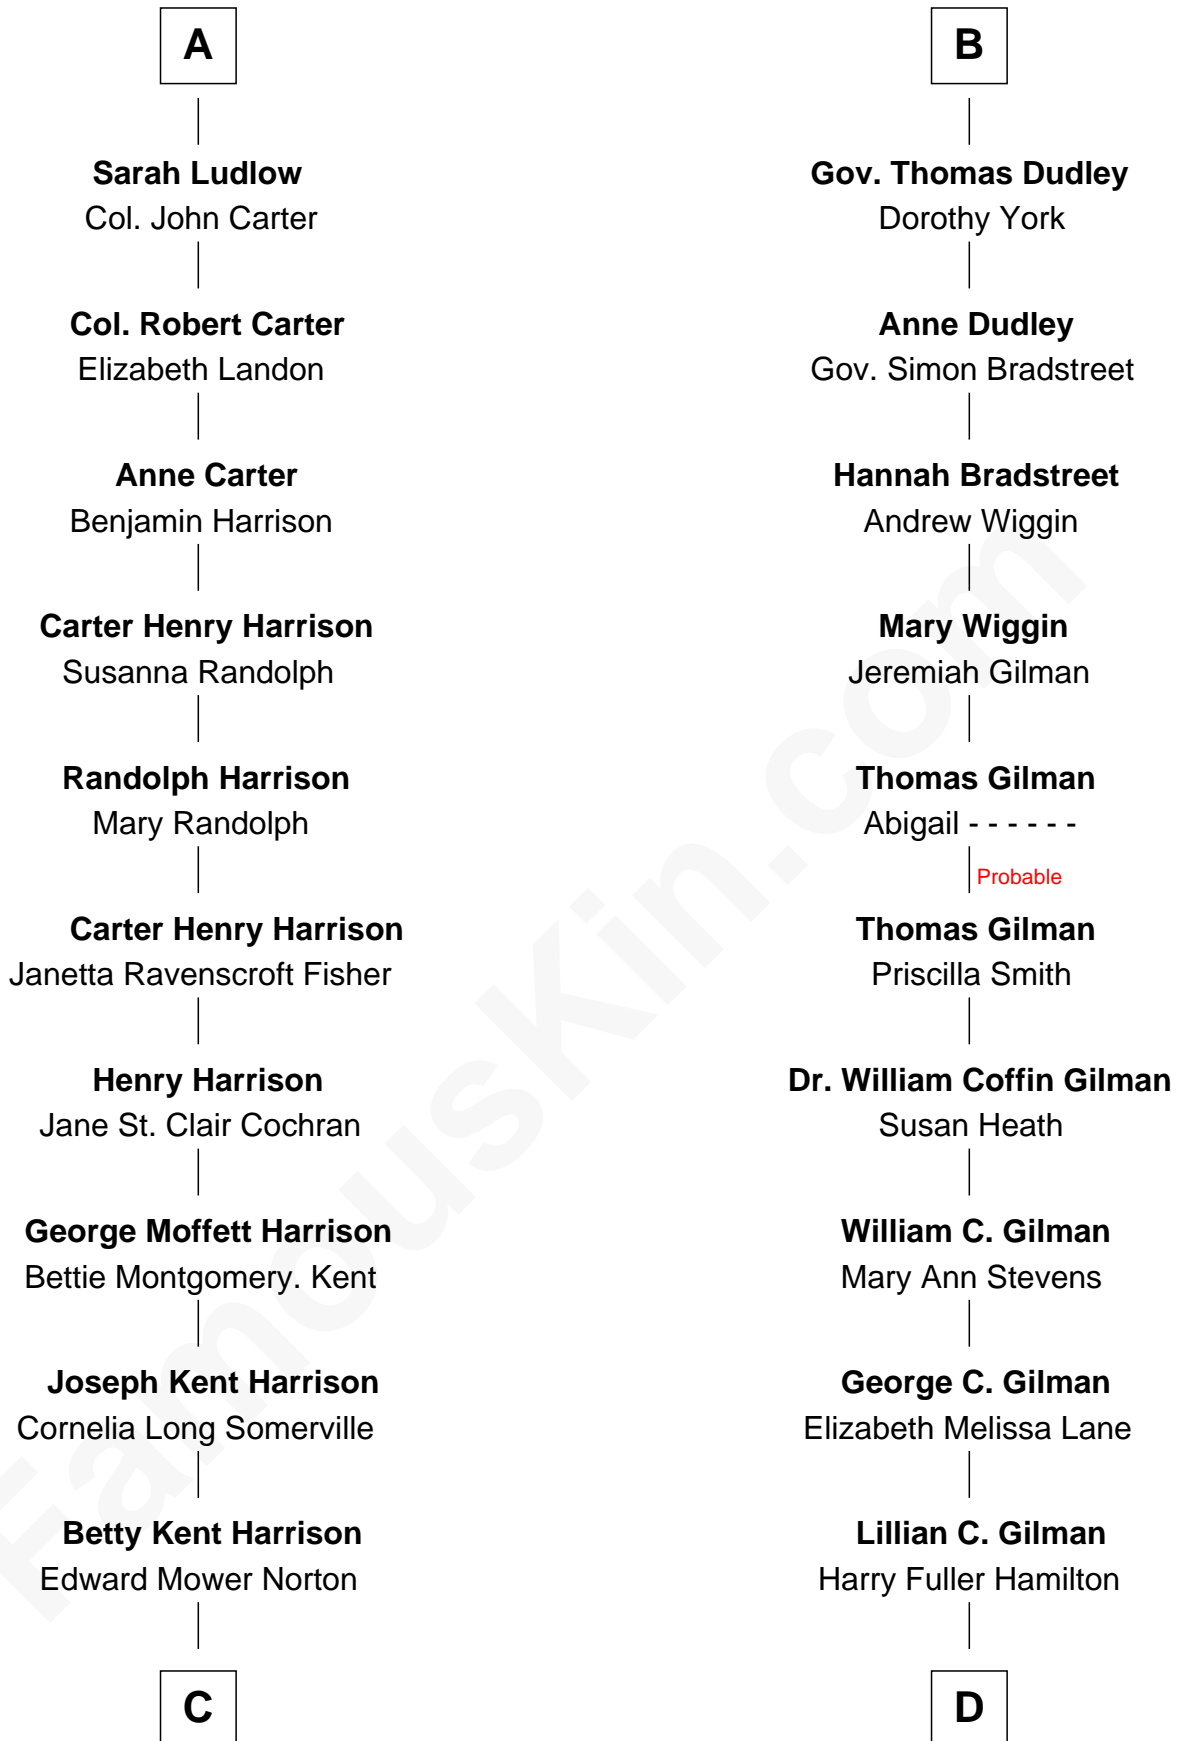 A
Sarah Ludlow
Col. John Carter
Col. Robert Carter
Elizabeth Landon
Anne Carter
Benjamin Harrison
Carter Henry Harrison
Susanna Randolph
Randolph Harrison
Mary Randolph
Carter Henry Harrison
Janetta Ravenscroft Fisher
Henry Harrison
Jane St. Clair Cochran
George Moffett Harrison
Bettie Montgomery. Kent
Joseph Kent Harrison
Cornelia Long Somerville
Betty Kent Harrison
Edward Mower Norton
C
B
Gov. Thomas Dudley
Dorothy York
Anne Dudley
Gov. Simon Bradstreet
Hannah Bradstreet
Andrew Wiggin
Mary Wiggin
Jeremiah Gilman
Thomas Gilman
Abigail - - - - - -
Probable
Thomas Gilman
Priscilla Smith
Dr. William Coffin Gilman
Susan Heath
William C. Gilman
Mary Ann Stevens
George C. Gilman
Elizabeth Melissa Lane
Lillian C. Gilman
Harry Fuller Hamilton
D
FamousKin.com